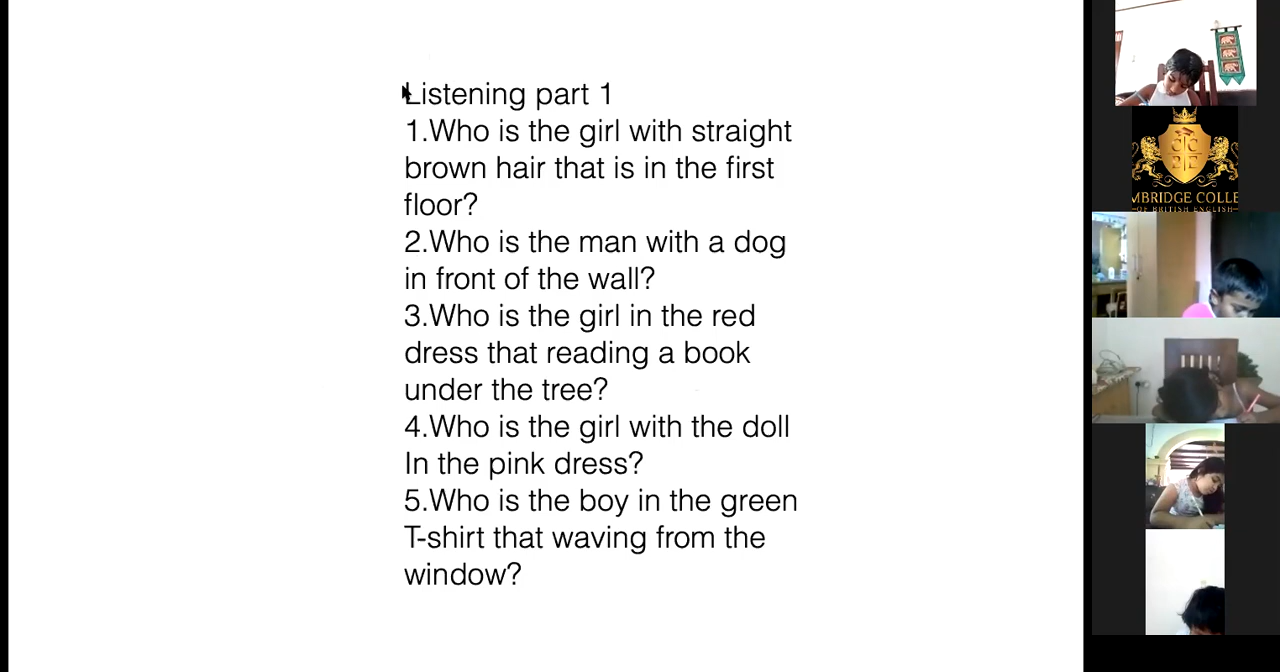 Listening part 1
1.Who is the girl with straight
brown hair that is in the first
floor?
2.Who is the man with a dog
in front of the wall?
3.Who is the girl in the red
dress that reading a book
under the tree?
4.Who is the girl with the doll
In the pink dress?
5.Who is the boy in the green
T-shirt that waving from the
window?
MBRIDGE COLLE
OF BRITISH ENGLISH